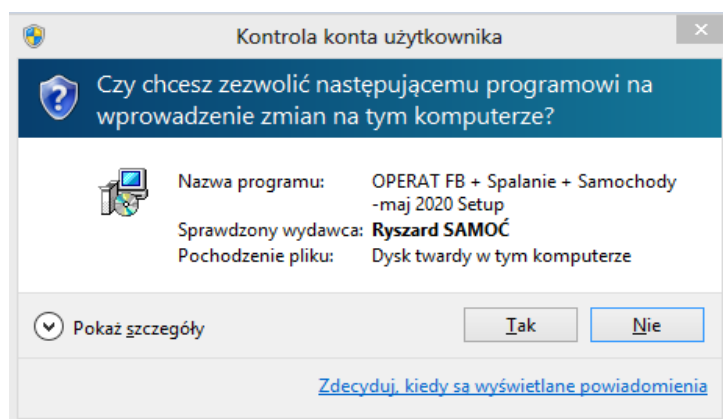 Kontrola konta użytkownika
Czy chcesz zezwolić następującemu programowi na
wprowadzenie zmian na tym komputerze?
Nazwa programu: OPERAT FB + Spalanie + Samochody
-maj 2020 Setup
Sprawdzony wydawca: Ryszard SAMOĆ
Pochodzenie pliku: Dysk twardy w tym komputerze
Pokaż szczegóły Tak Nie
Zdecyduj, kiedy są wyświetlane powiadomienia